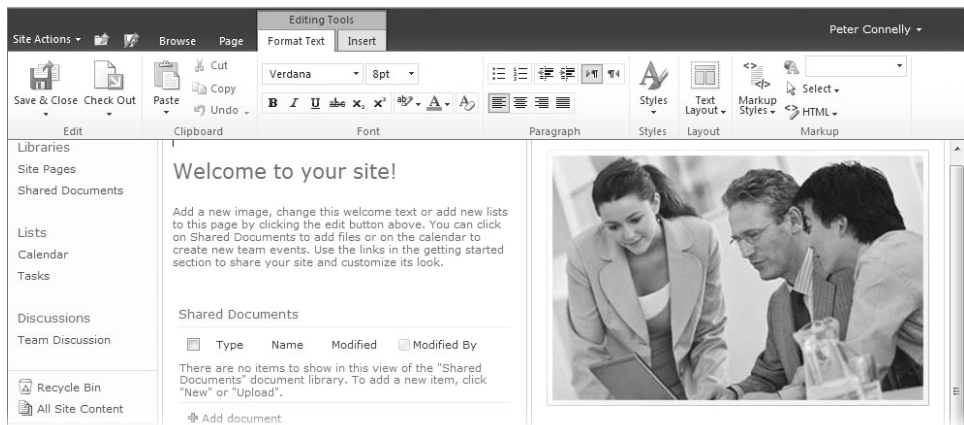 Editing Tools
Site Actions Browse Page Format Text Insert Peter Connelly
Save & Close Check Out Paste Cut Copy Undo Verdana 8pt Styles Text Layout Markup Styles Select HTML
B I U abc x, x² ab A A
Edit Clipboard Font Paragraph Styles Layout Markup
Libraries
Site Pages
Shared Documents
Lists
Calendar
Tasks
Discussions
Team Discussion
Recycle Bin
All Site Content
Welcome to your site!
Add a new image, change this welcome text or add new lists
to this page by clicking the edit button above. You can click
on Shared Documents to add files or on the calendar to
create new team events. Use the links in the getting started
section to share your site and customize its look.
Shared Documents
Type Name Modified Modified By
There are no items to show in this view of the "Shared
Documents" document library. To add a new item, click
"New" or "Upload".
Add document